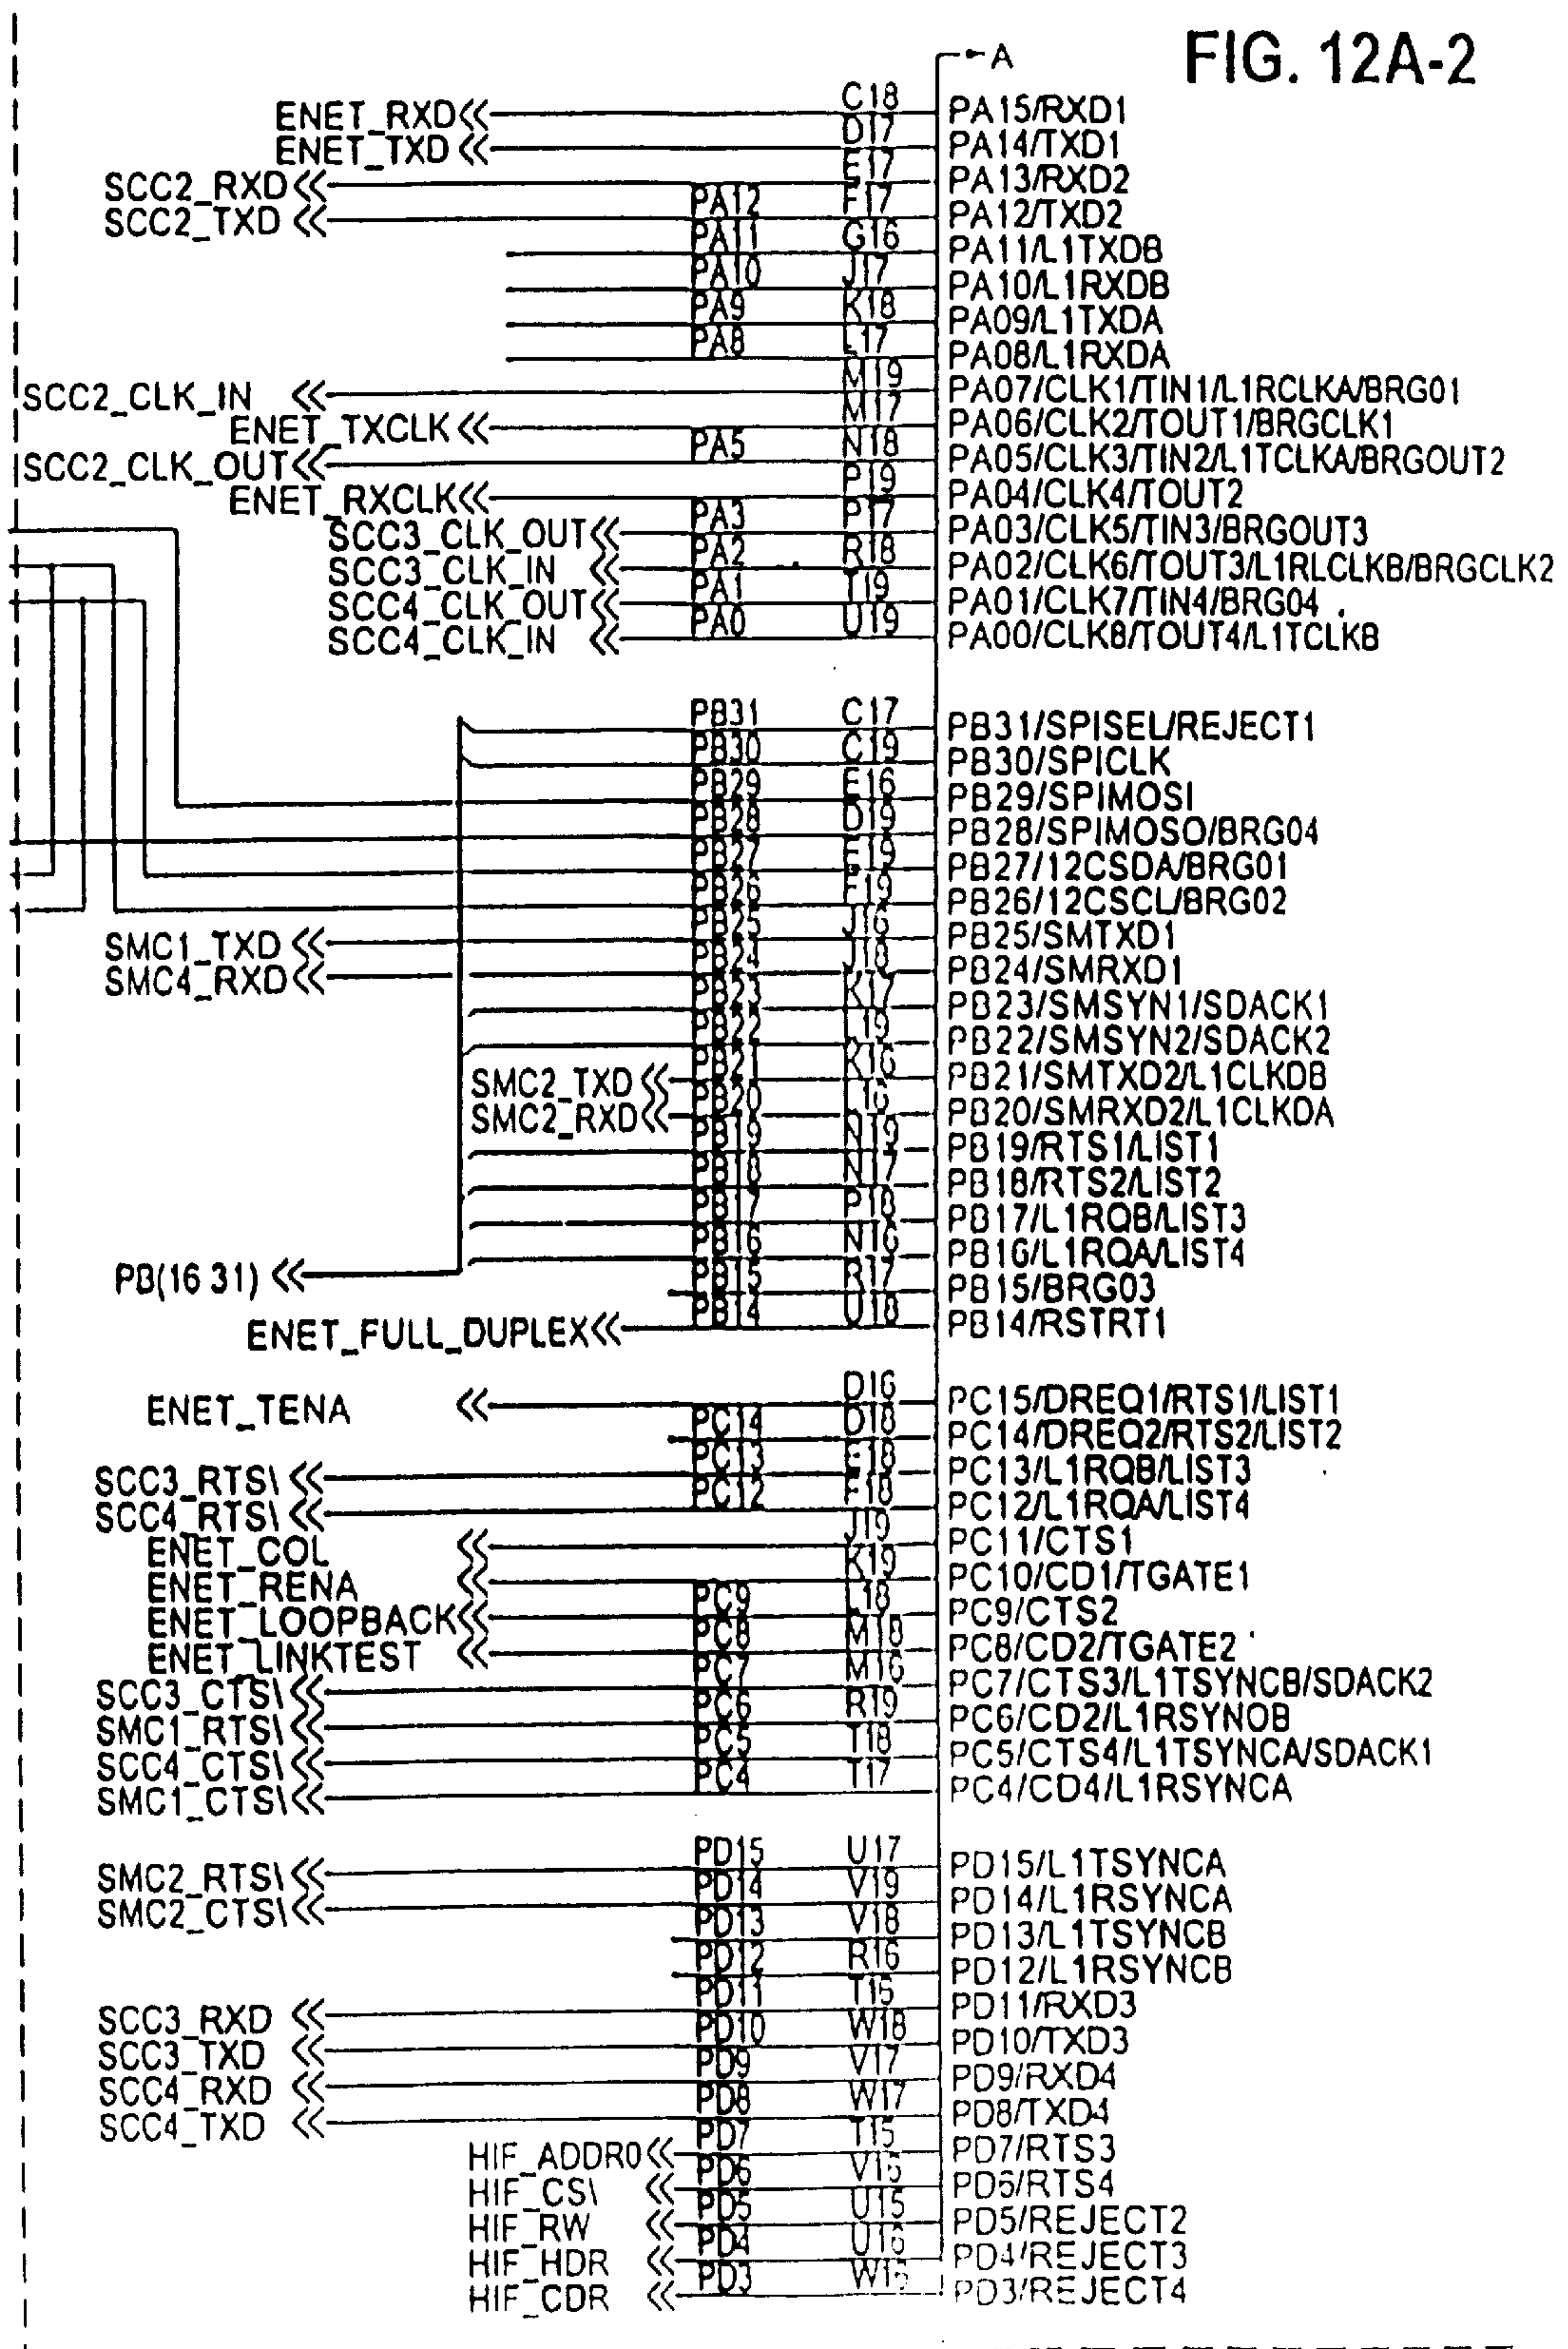 FIG. 12A-2
A
ENET_RXD C18 PA15/RXD1
ENET_TXD D17 PA14/TXD1
SCC2_RXD E17 PA13/RXD2
SCC2_TXD PA12 F17 PA12/TXD2
PA11 G16 PA11/L1TXDB
PA10 J17 PA10/L1RXDB
PA9 K18 PA09/L1TXDA
PA8 L17 PA08/L1RXDA
SCC2_CLK_IN M19 PA07/CLK1/TIN1/L1RCLKA/BRG01
ENET_TXCLK M17 PA06/CLK2/TOUT1/BRGCLK1
SCC2_CLK_OUT PA5 N18 PA05/CLK3/TIN2/L1TCLKA/BRGOUT2
ENET_RXCLK P19 PA04/CLK4/TOUT2
SCC3_CLK_OUT PA3 P17 PA03/CLK5/TIN3/BRGOUT3
SCC3_CLK_IN PA2 R18 PA02/CLK6/TOUT3/L1RLCLKB/BRGCLK2
SCC4_CLK_OUT PA1 T19 PA01/CLK7/TIN4/BRG04
SCC4_CLK_IN PA0 U19 PA00/CLK8/TOUT4/L1TCLKB
PB31 C17 PB31/SPISEL/REJECT1
PB30 C19 PB30/SPICLK
PB29 E16 PB29/SPIMOSI
PB28 D19 PB28/SPIMOSO/BRG04
PB27 E19 PB27/12CSDA/BRG01
PB26 F19 PB26/12CSCL/BRG02
SMC1_TXD PB25 J16 PB25/SMTXD1
SMC4_RXD PB24 J18 PB24/SMRXD1
PB23 K17 PB23/SMSYN1/SDACK1
PB22 L19 PB22/SMSYN2/SDACK2
SMC2_TXD PB21 K16 PB21/SMTXD2/L1CLKDB
SMC2_RXD PB20 L16 PB20/SMRXD2/L1CLKDA
PB19 N19 PB19/RTS1/LIST1
PB18 N17 PB18/RTS2/LIST2
PB17 P18 PB17/L1RQB/LIST3
PB16 N16 PB16/L1RQA/LIST4
PB(16 31)
PB15 R17 PB15/BRG03
ENET_FULL_DUPLEX PB14 U18 PB14/RSTRT1
ENET_TENA D16 PC15/DREQ1/RTS1/LIST1
PC14 D18 PC14/DREQ2/RTS2/LIST2
SCC3_RTS\ PC13 E18 PC13/L1RQB/LIST3
SCC4_RTS\ PC12 F18 PC12/L1RQA/LIST4
ENET_COL J19 PC11/CTS1
ENET_RENA K19 PC10/CD1/TGATE1
ENET_LOOPBACK PC9 L18 PC9/CTS2
ENET_LINKTEST PC8 M18 PC8/CD2/TGATE2
SCC3_CTS\ PC7 M16 PC7/CTS3/L1TSYNCB/SDACK2
SMC1_RTS\ PC6 R19 PC6/CD2/L1RSYNOB
SCC4_CTS\ PC5 T18 PC5/CTS4/L1TSYNCA/SDACK1
SMC1_CTS\ PC4 T17 PC4/CD4/L1RSYNCA
SMC2_RTS\ PD15 U17 PD15/L1TSYNCA
SMC2_CTS\ PD14 V19 PD14/L1RSYNCA
PD13 V18 PD13/L1TSYNCB
PD12 R16 PD12/L1RSYNCB
SCC3_RXD PD11 PD11/RXD3
SCC3_TXD PD10 W18 PD10/TXD3
SCC4_RXD PD9 V17 PD9/RXD4
SCC4_TXD PD8 W17 PD8/TXD4
HIF_ADDR0 PD7 T15 PD7/RTS3
HIF_CS\ PD6 PD6/RTS4
HIF_RW PD5 U15 PD5/REJECT2
HIF_HDR PD4 U16 PD4/REJECT3
HIF_CDR PD3 PD3/REJECT4